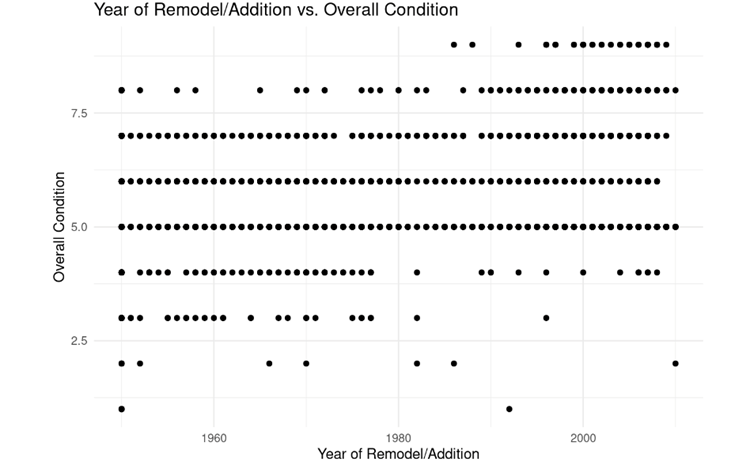 Year of Remodel/Addition vs. Overall Condition
7.5
5.0
2.5
Overall Condition
1960 1980 2000
Year of Remodel/Addition